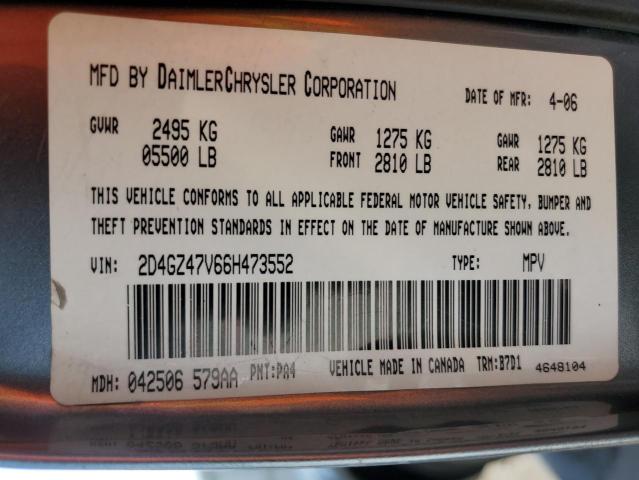 MFD BY DAIMLERCHRYSLER CORPORATION DATE OF MFR: 4-06
GVWR 2495 KG GAWR 1275 KG GAWR 1275 KG
05500 LB FRONT 2810 LB REAR 2810 LB
THIS VEHICLE CONFORMS TO ALL APPLICABLE FEDERAL MOTOR VEHICLE SAFETY, BUMPER AND
THEFT PREVENTION STANDARDS IN EFFECT ON THE DATE OF MANUFACTURE SHOWN ABOVE.
VIN: 2D4GZ47V66H473552 TYPE: MPV
MDH: 042506 579AA PNT:PA4 VEHICLE MADE IN CANADA TRM:B7D1 4648104